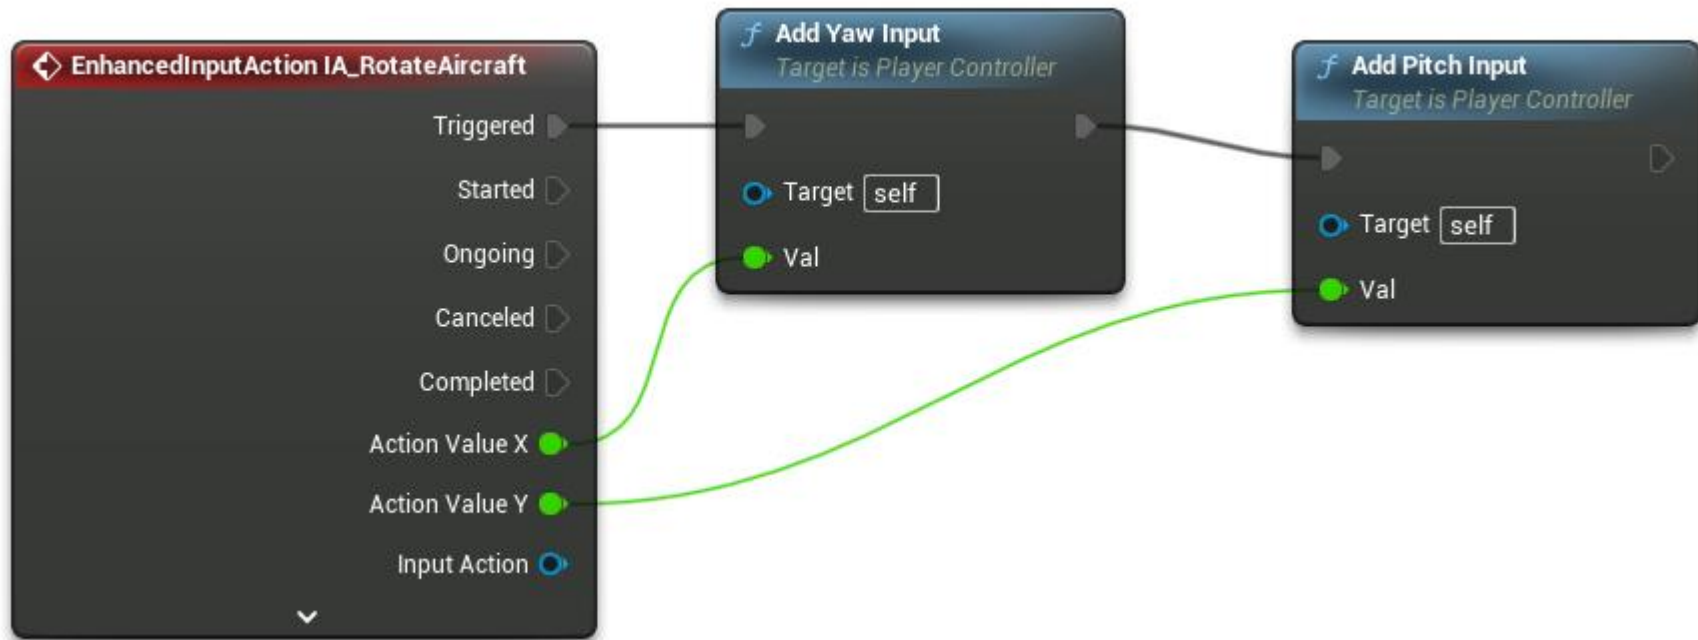 EnhancedInputAction IA_RotateAircraft
Triggered
Started
Ongoing
Canceled
Completed
Action Value X
Action Value Y
Input Action
Add Yaw Input
Target is Player Controller
Target self
Val
Add Pitch Input
Target is Player Controller
Target self
Val